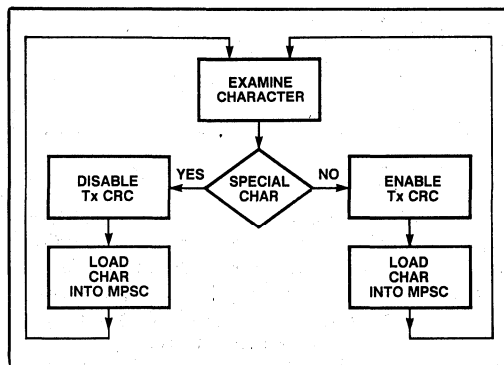 EXAMINE
CHARACTER
YES
SPECIAL
CHAR
NO
DISABLE
Tx CRC
ENABLE
Tx CRC
LOAD
CHAR
INTO MPSC
LOAD
CHAR
INTO MPSC